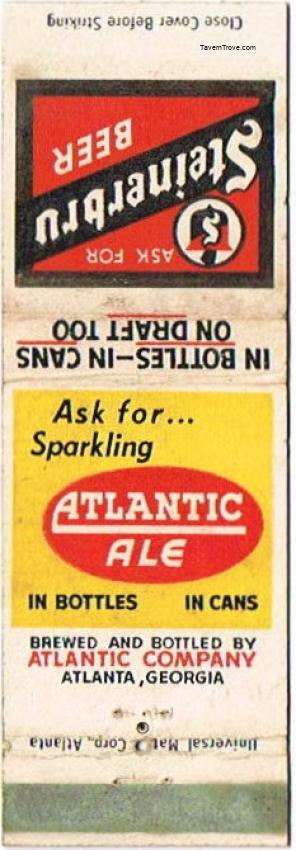 Close Cover Before Striking
TavernTrove.com
ASK FOR
S
Steinerbru
BEER
IN BOTTLES–IN CANS
ON DRAFT TOO
Ask for...
Sparkling
ATLANTIC
ALE
IN BOTTLES IN CANS
BREWED AND BOTTLED BY
ATLANTIC COMPANY
ATLANTA, GEORGIA
Universal Mat Corp., Atlanta